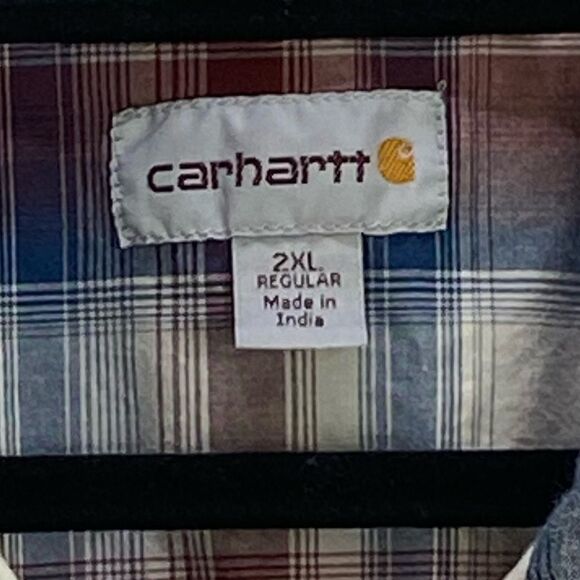 carhartt
2XL
REGULAR
Made in
India